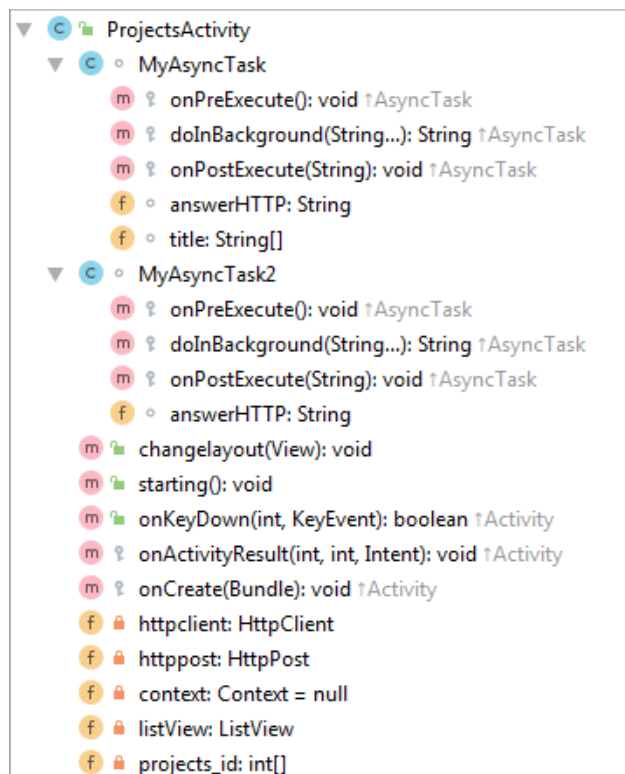 C ProjectsActivity
C MyAsyncTask
m onPreExecute(): void ↑AsyncTask
m doInBackground(String...): String ↑AsyncTask
m onPostExecute(String): void ↑AsyncTask
f answerHTTP: String
f title: String[]
C MyAsyncTask2
m onPreExecute(): void ↑AsyncTask
m doInBackground(String...): String ↑AsyncTask
m onPostExecute(String): void ↑AsyncTask
f answerHTTP: String
m changelayout(View): void
m starting(): void
m onKeyDown(int, KeyEvent): boolean ↑Activity
m onActivityResult(int, int, Intent): void ↑Activity
m onCreate(Bundle): void ↑Activity
f httpclient: HttpClient
f httppost: HttpPost
f context: Context = null
f listView: ListView
f projects_id: int[]